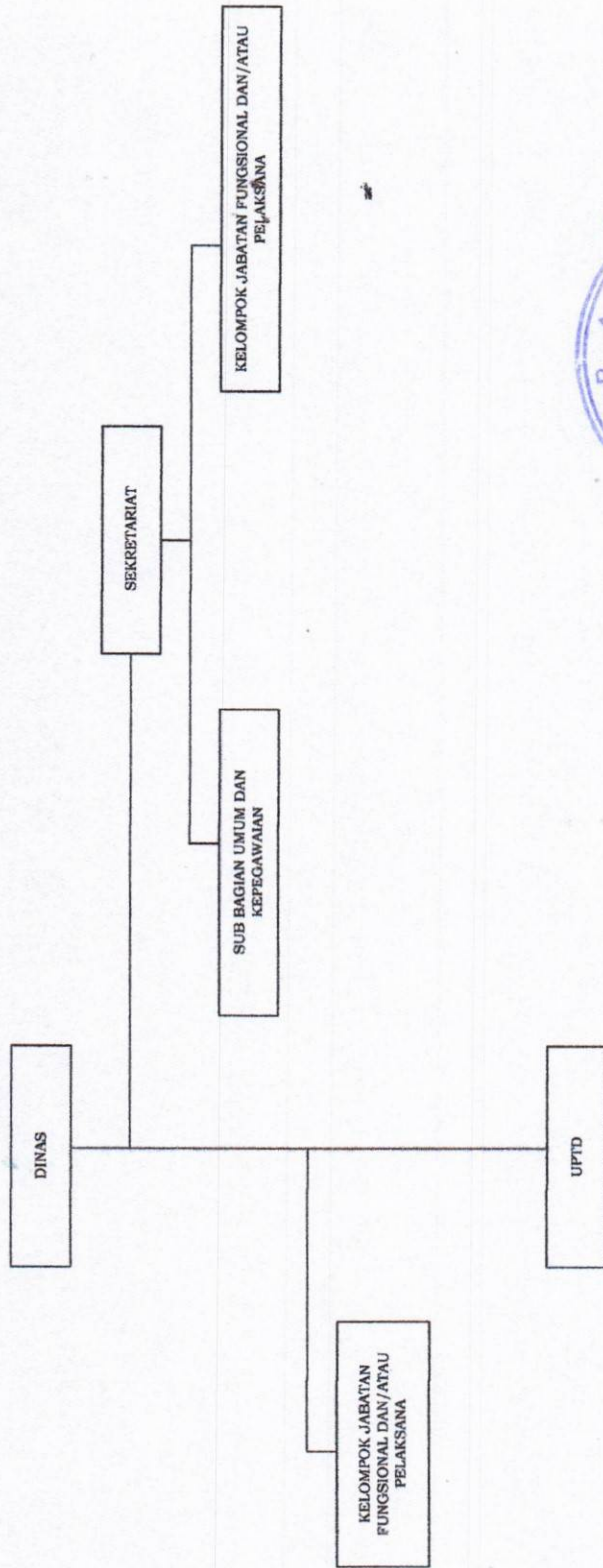 DINAS
SEKRETARIAT
SUB BAGIAN UMUM DAN
KEPEGAWAIAN
KELOMPOK JABATAN FUNGSIONAL DAN/ATAU
PELAKSANA
KELOMPOK JABATAN
FUNGSIONAL DAN/ATAU
PELAKSANA
UPTD